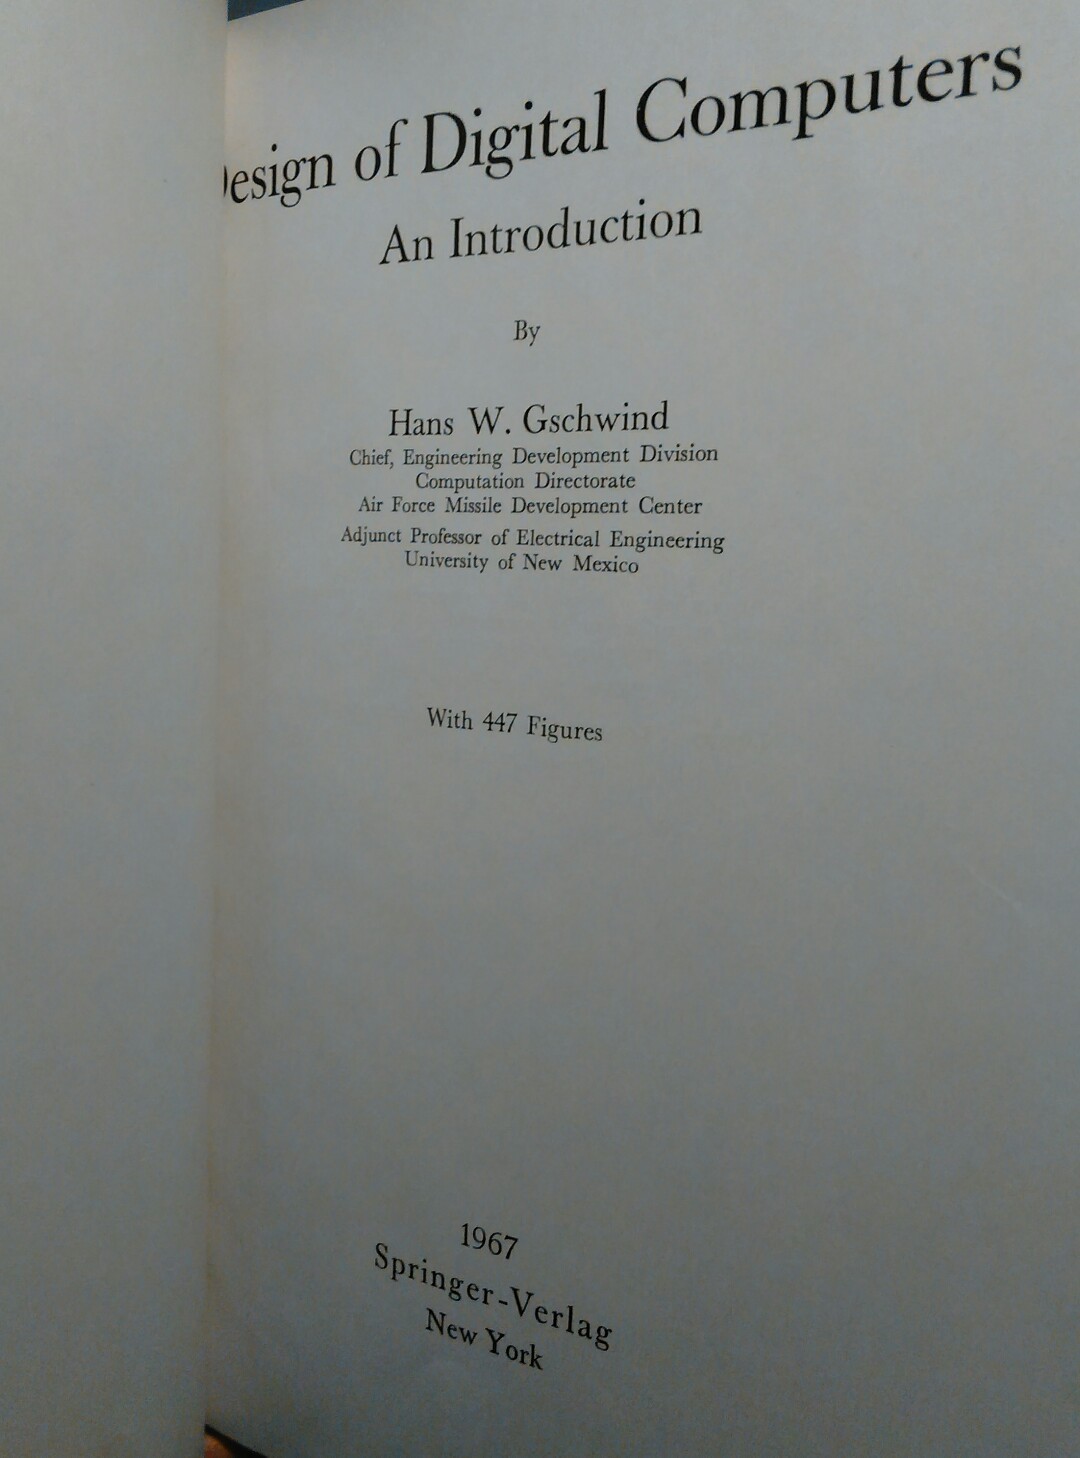 Design of Digital Computers
An Introduction
By
Hans W. Gschwind
Chief, Engineering Development Division
Computation Directorate
Air Force Missile Development Center
Adjunct Professor of Electrical Engineering
University of New Mexico
With 447 Figures
1967
Springer-Verlag
New York